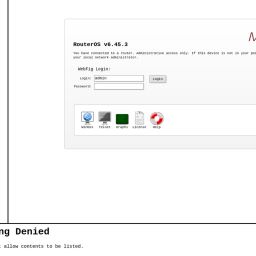 RouterOS v6.45.3
You have connected to a router. Administrative access only. If this device is not in your
your local network administrator.
WebFig Login:
Login: admin
Login
Password:
Winbox Telnet Graphs License Help
ng Denied
allow contents to be listed.